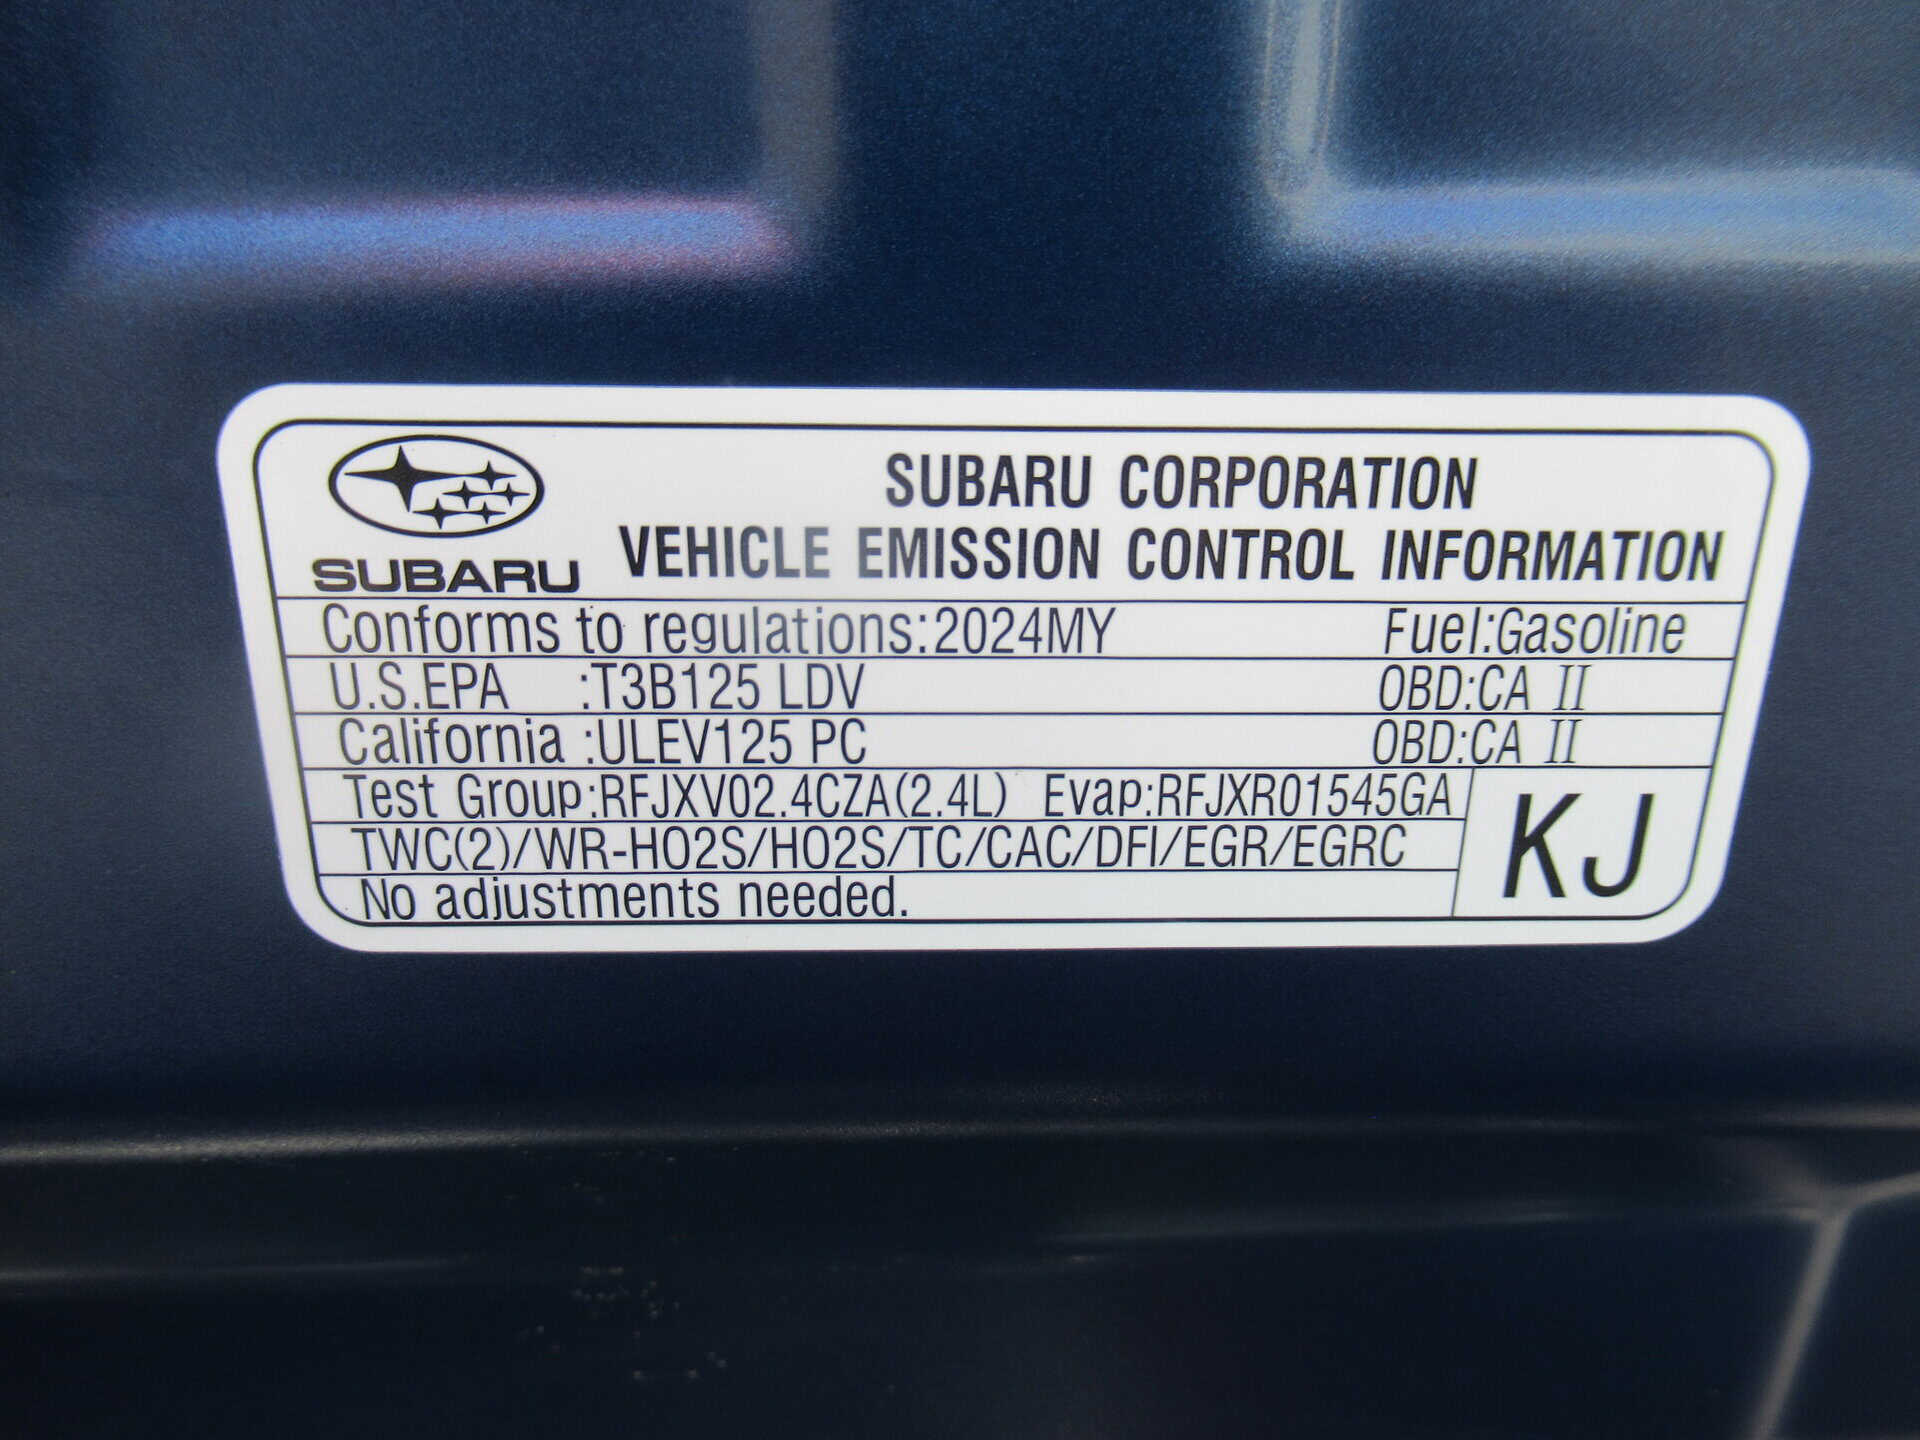 SUBARU CORPORATION
SUBARU
VEHICLE EMISSION CONTROL INFORMATION
Conforms to regulations:2024MY Fuel:Gasoline
U.S.EPA :T3B125 LDV OBD:CA II
California :ULEV125 PC OBD:CA II
Test Group:RFJXV02.4CZA(2.4L) Evap:RFJXR01545GA
TWC(2)/WR-HO2S/HO2S/TC/CAC/DFI/EGR/EGRC
No adjustments needed.
KJ